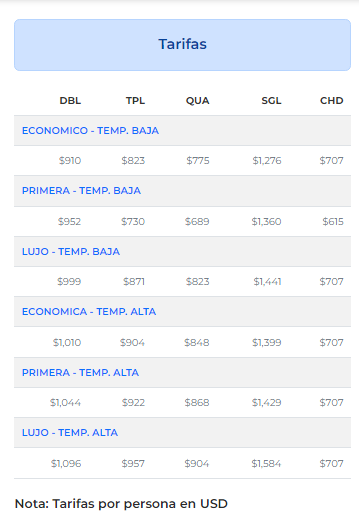 Tarifas
DBL TPL QUA SGL CHD
ECONOMICO - TEMP. BAJA
$910 $823 $775 $1,276 $707
PRIMERA - TEMP. BAJA
$952 $730 $689 $1,360 $615
LUJO - TEMP. BAJA
$999 $871 $823 $1,441 $707
ECONOMICA - TEMP. ALTA
$1,010 $904 $848 $1,399 $707
PRIMERA - TEMP. ALTA
$1,044 $922 $868 $1,429 $707
LUJO - TEMP. ALTA
$1,096 $957 $904 $1,584 $707
Nota: Tarifas por persona en USD